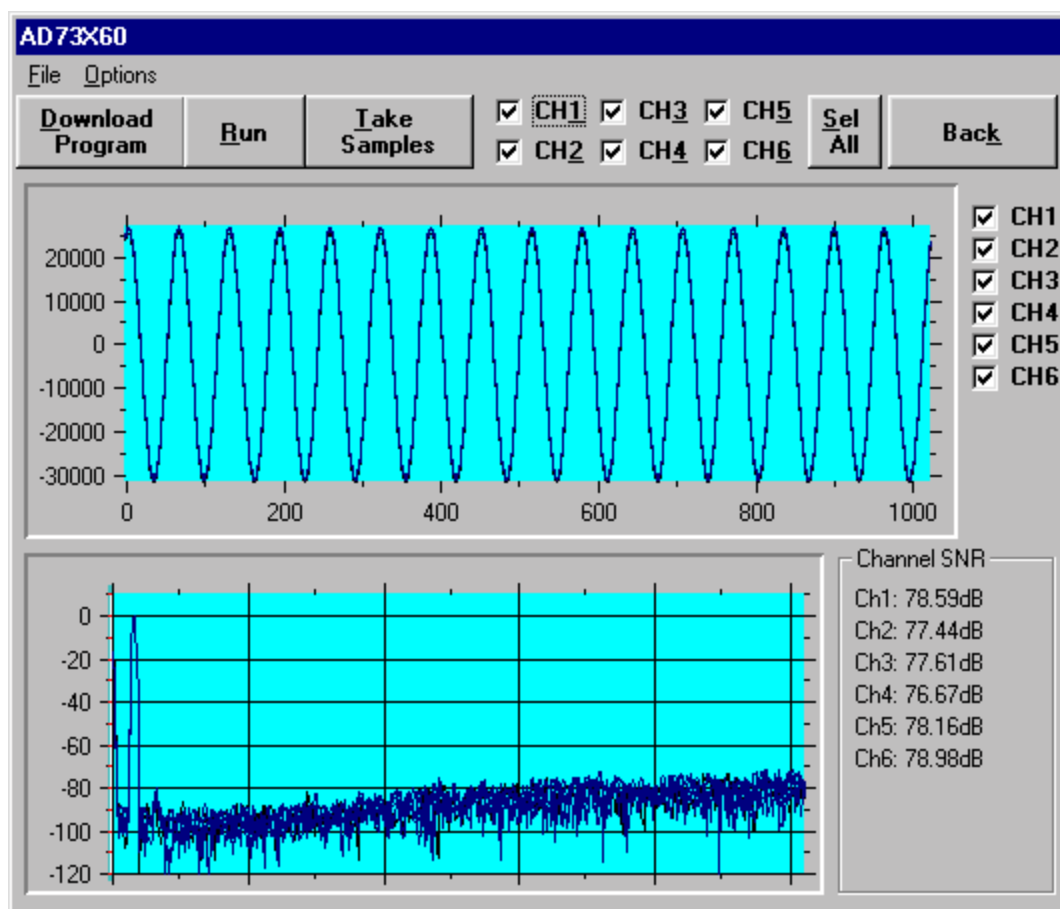 AD73X60
File Options
Download Program
Run
Take Samples
CH1 CH3 CH5
CH2 CH4 CH6
Sel All
Back
20000
10000
0
-10000
-20000
-30000
0 200 400 600 800 1000
CH1
CH2
CH3
CH4
CH5
CH6
0
-20
-40
-60
-80
-100
-120
Channel SNR
Ch1: 78.59dB
Ch2: 77.44dB
Ch3: 77.61dB
Ch4: 76.67dB
Ch5: 78.16dB
Ch6: 78.98dB